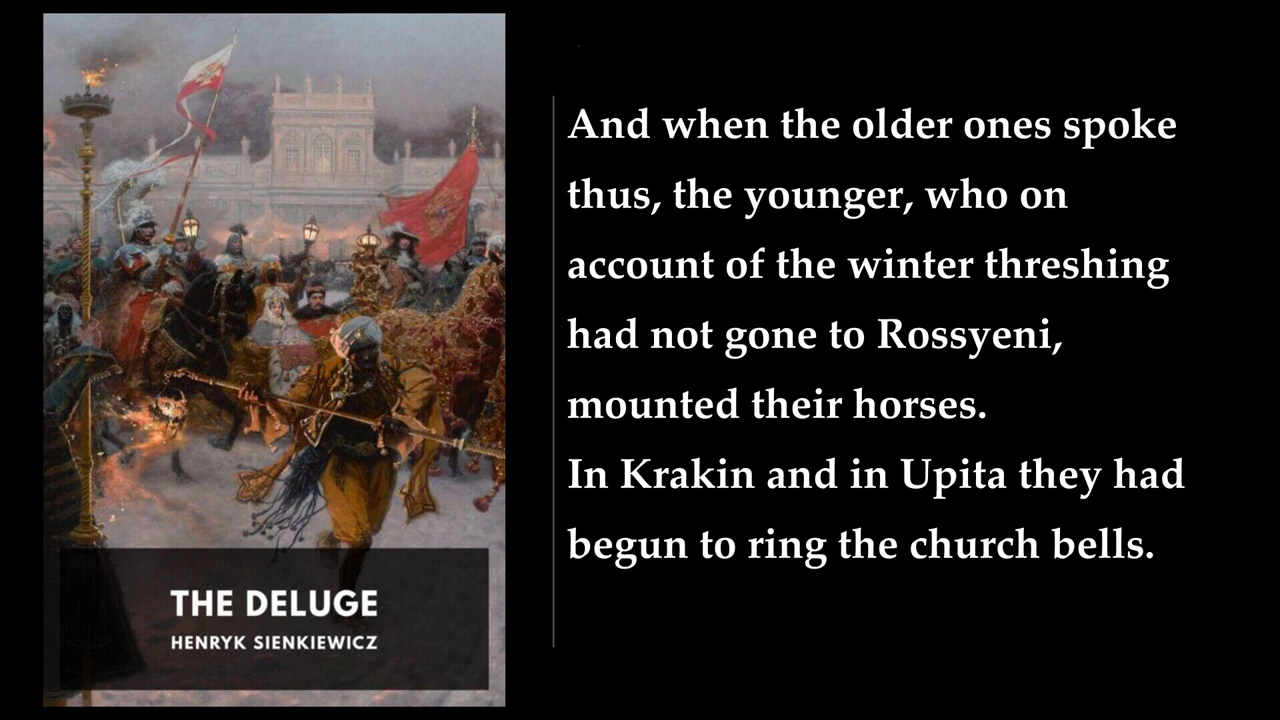 THE DELUGE
HENRYK SIENKIEWICZ
And when the older ones spoke
thus, the younger, who on
account of the winter threshing
had not gone to Rossyeni,
mounted their horses.
In Krakin and in Upita they had
begun to ring the church bells.